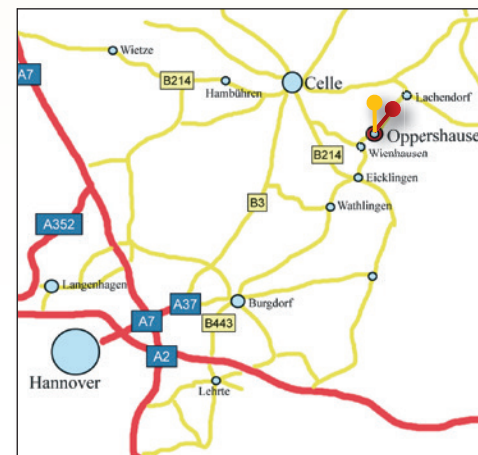 Wietze
A7
B214
Hambühren
Celle
Lachendorf
Oppershause
B214
Wienhausen
Eicklingen
B3
Wathlingen
A352
Langenhagen
A37
Burgdorf
A7
B443
A2
Hannover
Lehrte